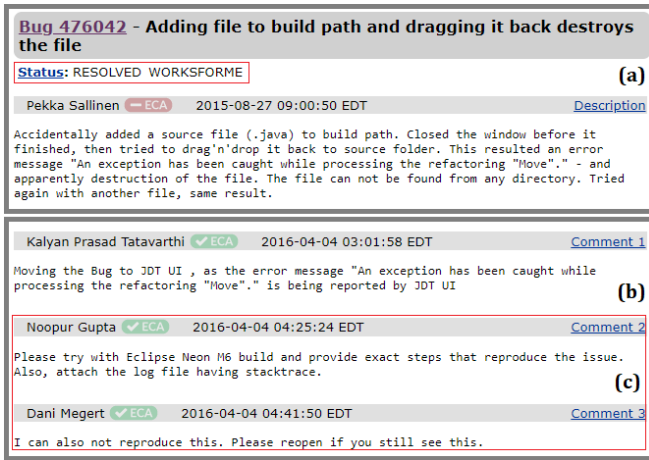 Bug 476042 - Adding file to build path and dragging it back destroys
the file
Status: RESOLVED WORKSFORME
(a)
Pekka Sallinen ECA 2015-08-27 09:00:50 EDT Description
Accidentally added a source file (.java) to build path. Closed the window before it
finished, then tried to drag'n'drop it back to source folder. This resulted an error
message "An exception has been caught while processing the refactoring "Move"." - and
apparently destruction of the file. The file can not be found from any directory. Tried
again with another file, same result.
Kalyan Prasad Tatavarthi ECA 2016-04-04 03:01:58 EDT Comment 1
Moving the Bug to JDT UI , as the error message "An exception has been caught while
processing the refactoring "Move"." is being reported by JDT UI
(b)
Noopur Gupta ECA 2016-04-04 04:25:24 EDT Comment 2
Please try with Eclipse Neon M6 build and provide exact steps that reproduce the issue.
Also, attach the log file having stacktrace.
(c)
Dani Megert ECA 2016-04-04 04:41:50 EDT Comment 3
I can also not reproduce this. Please reopen if you still see this.